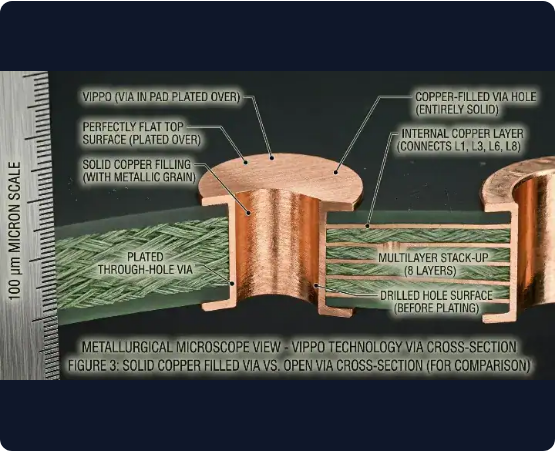 VIPPO (VIA IN PAD PLATED OVER)
PERFECTLY FLAT TOP
SURFACE (PLATED OVER)
SOLID COPPER FILLING
(WITH METALLIC GRAIN)
COPPER-FILLED VIA HOLE
(ENTIRELY SOLID)
INTERNAL COPPER LAYER
(CONNECTS L1, L3, L6, L8)
100 µm MICRON SCALE
PLATED
THROUGH-HOLE VIA
MULTILAYER STACK-UP
(8 LAYERS)
DRILLED HOLE SURFACE
(BEFORE PLATING)
METALLURGICAL MICROSCOPE VIEW - VIPPO TECHNOLOGY VIA CROSS-SECTION
FIGURE 3: SOLID COPPER FILLED VIA VS. OPEN VIA CROSS-SECTION (FOR COMPARISON)